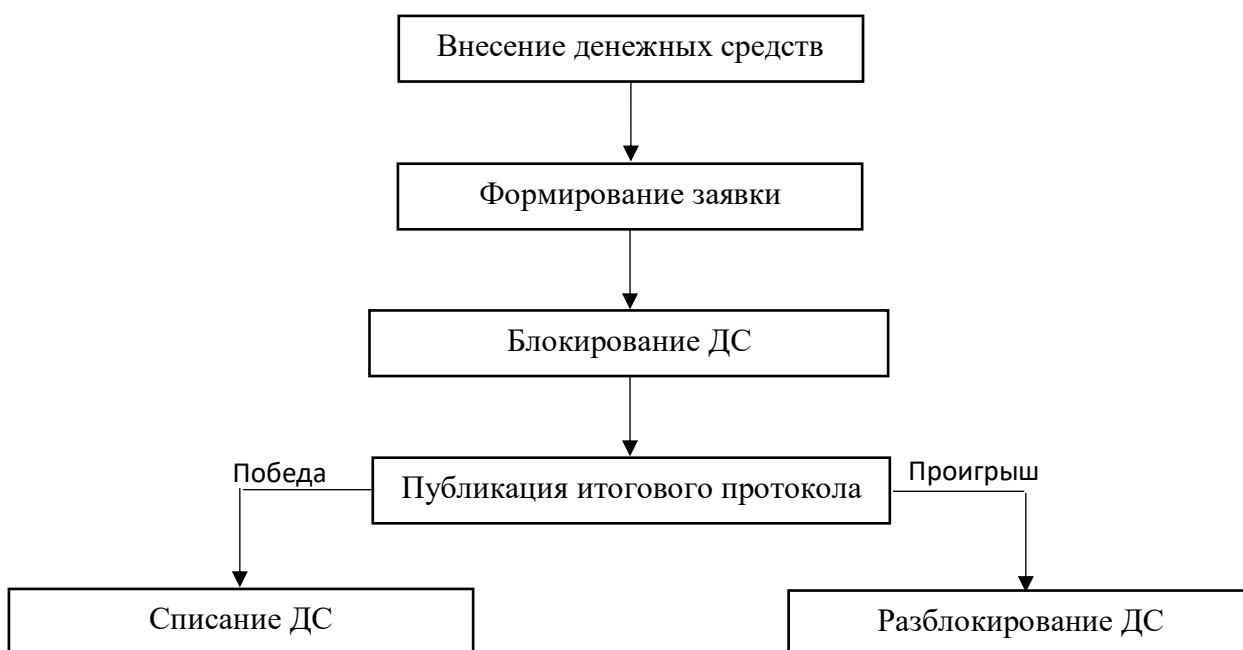 Внесение денежных средств
Формирование заявки
Блокирование ДС
Победа
Публикация итогового протокола
Проигрыш
Списание ДС
Разблокирование ДС